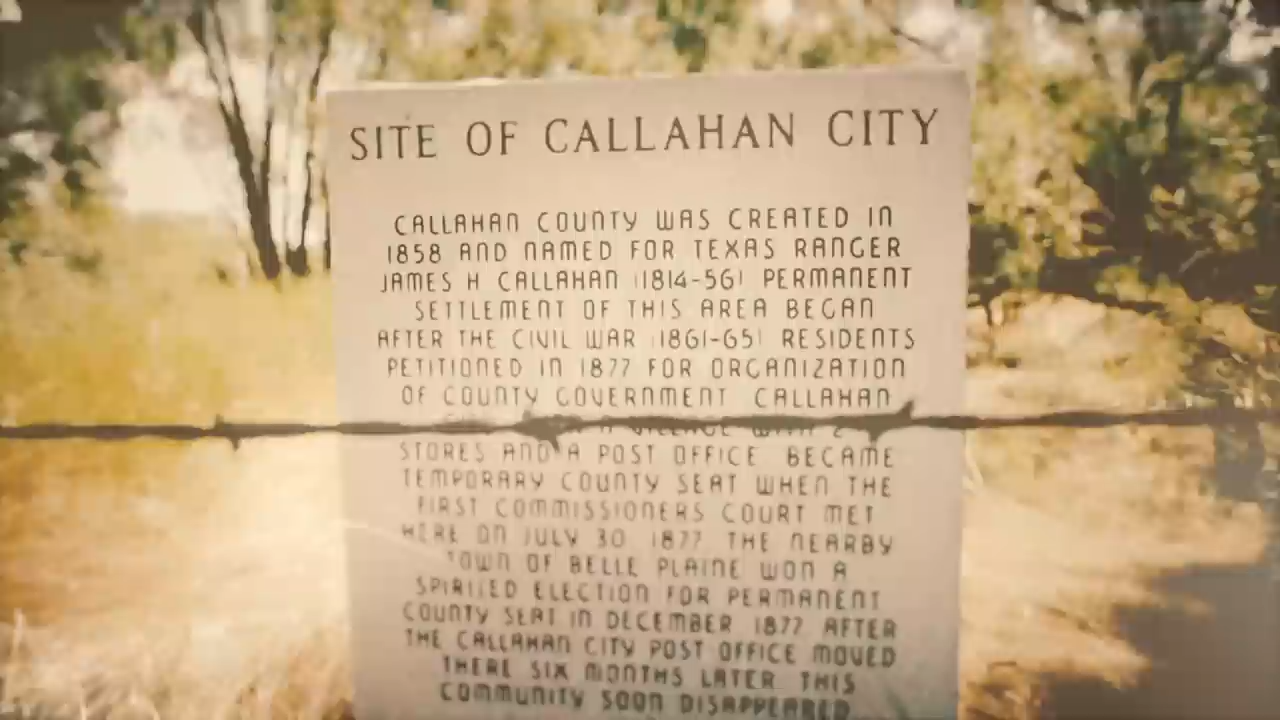 SITE OF CALLAHAN CITY
CALLAHAN COUNTY WAS CREATED IN
1858 AND NAMED FOR TEXAS RANGER
JAMES H CALLAHAN (1814-56) PERMANENT
SETTLEMENT OF THIS AREA BEGAN
AFTER THE CIVIL WAR (1861-65) RESIDENTS
PETITIONED IN 1877 FOR ORGANIZATION
OF COUNTY GOVERNMENT CALLAHAN
A VILLAGE WITH 2
STORES AND A POST OFFICE BECAME
TEMPORARY COUNTY SEAT WHEN THE
FIRST COMMISSIONERS COURT MET
HERE ON JULY 30 1877 THE NEARBY
TOWN OF BELLE PLAINE WON A
SPIRITED ELECTION FOR PERMANENT
COUNTY SEAT IN DECEMBER 1877 AFTER
THE CALLAHAN CITY POST OFFICE MOVED
THERE SIX MONTHS LATER THIS
COMMUNITY SOON DISAPPEARED